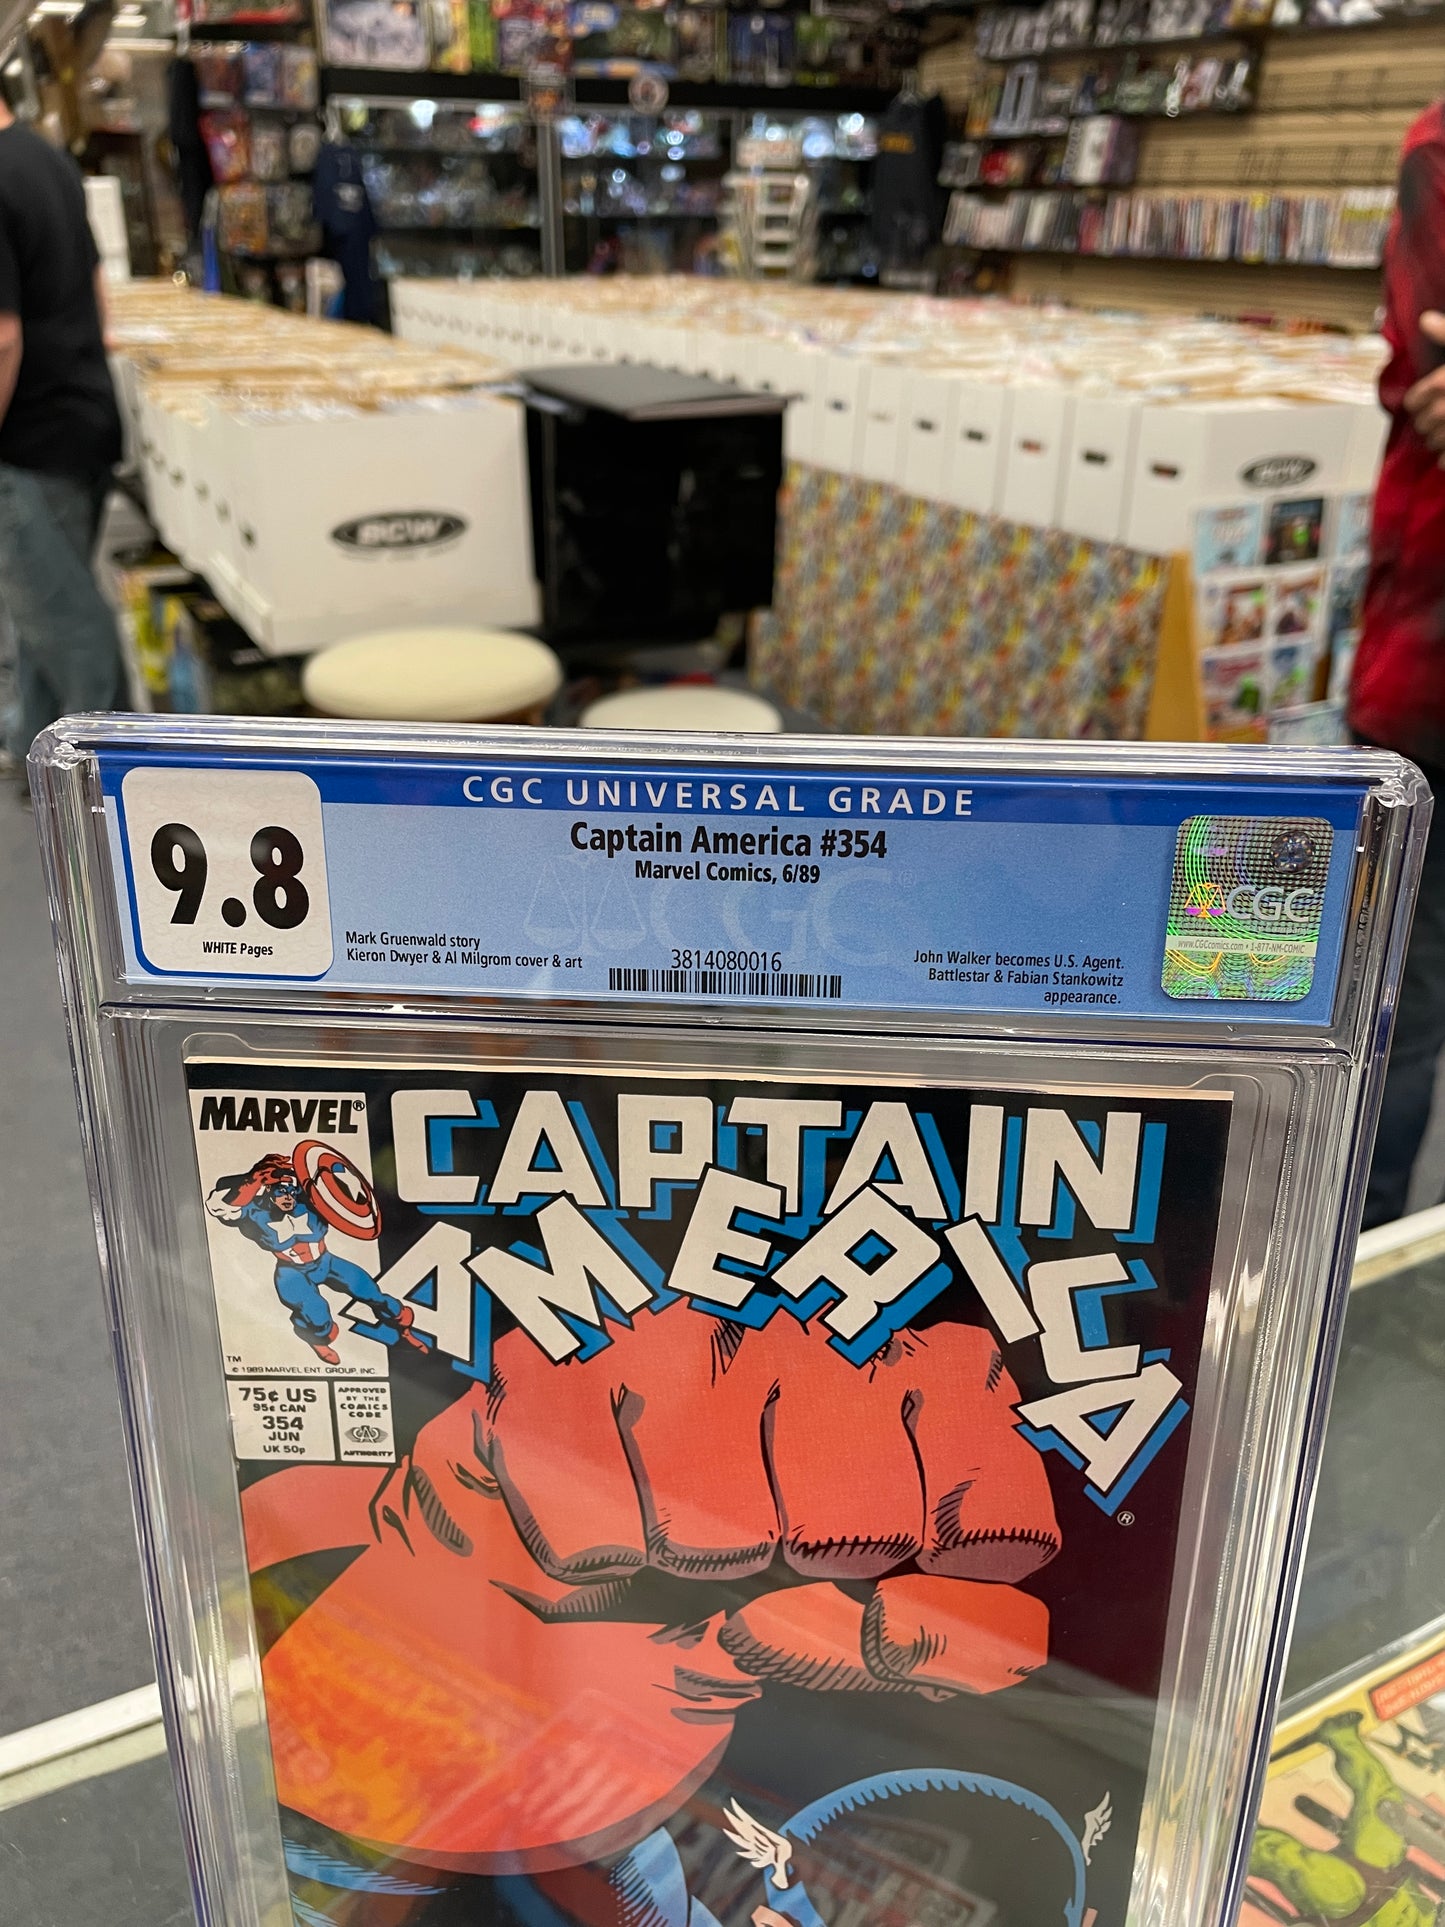 BCW
BCW
CGC UNIVERSAL GRADE
9.8
WHITE Pages
Captain America #354
Marvel Comics, 6/89
Mark Gruenwald story
Kieron Dwyer & Al Milgrom cover & art
3814080016
John Walker becomes U.S. Agent.
Battlestar & Fabian Stankowitz
appearance.
CGC
CGC
www.CGCcomics.com • 1-877-NM-COMIC
MARVEL®
CAPTAIN
AMERICA
®
TM
© 1989 MARVEL ENT. GROUP, INC.
75¢ US
95¢ CAN
354
JUN
UK 50p
APPROVED
BY THE
COMICS
CODE
CA
AUTHORITY